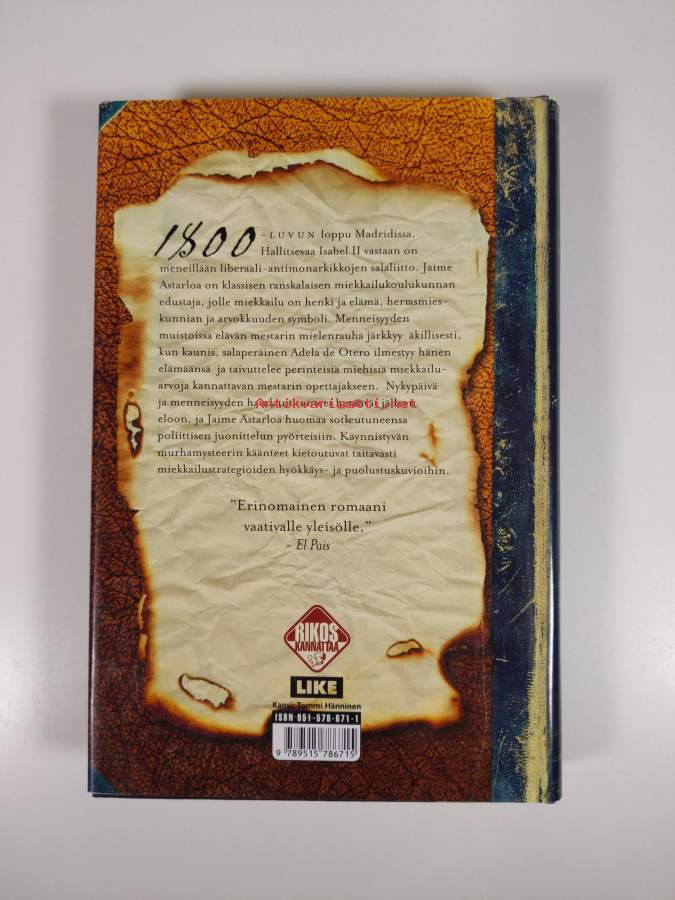 1800 -LUVUN loppu Madridissa.
Hallitsevaa Isabel II vastaan on
meneillään liberaali-antimonarkikkojen salaliitto. Jaime
Astarloa on klassisen ranskalaisen miekkailukoulukunnan
edustaja, jolle miekkailu on henki ja elämä, herrasmies-
kunnian ja arvokkuuden symboli. Menneisyyden
muistoissa elävän mestarin mielenrauha järkkyy äkillisesti,
kun kaunis, salaperäinen Adela de Otero ilmestyy hänen
elämäänsä ja taivuttelee perinteisiä miehisiä miekkailu-
arvoja kannattavan mestarin opettajakseen. Nykypäivä
ja menneisyyden
Antikvariaatti.net
eloon, ja Jaime Astarloa huomaa sotkeutuneensa
poliittisen juonittelun pyörteisiin. Käynnistyvän
murhamysteerin käänteet kietoutuvat taitavasti
miekkailustrategioiden hyökkäys- ja puolustuskuvioihin.
"Erinomainen romaani
vaativalle yleisölle."
– El Pais
RIKOS
KANNATTAA
LIKE
Kansi: Tommi Hänninen
ISBN 951-578-671-1
9 789515 786715